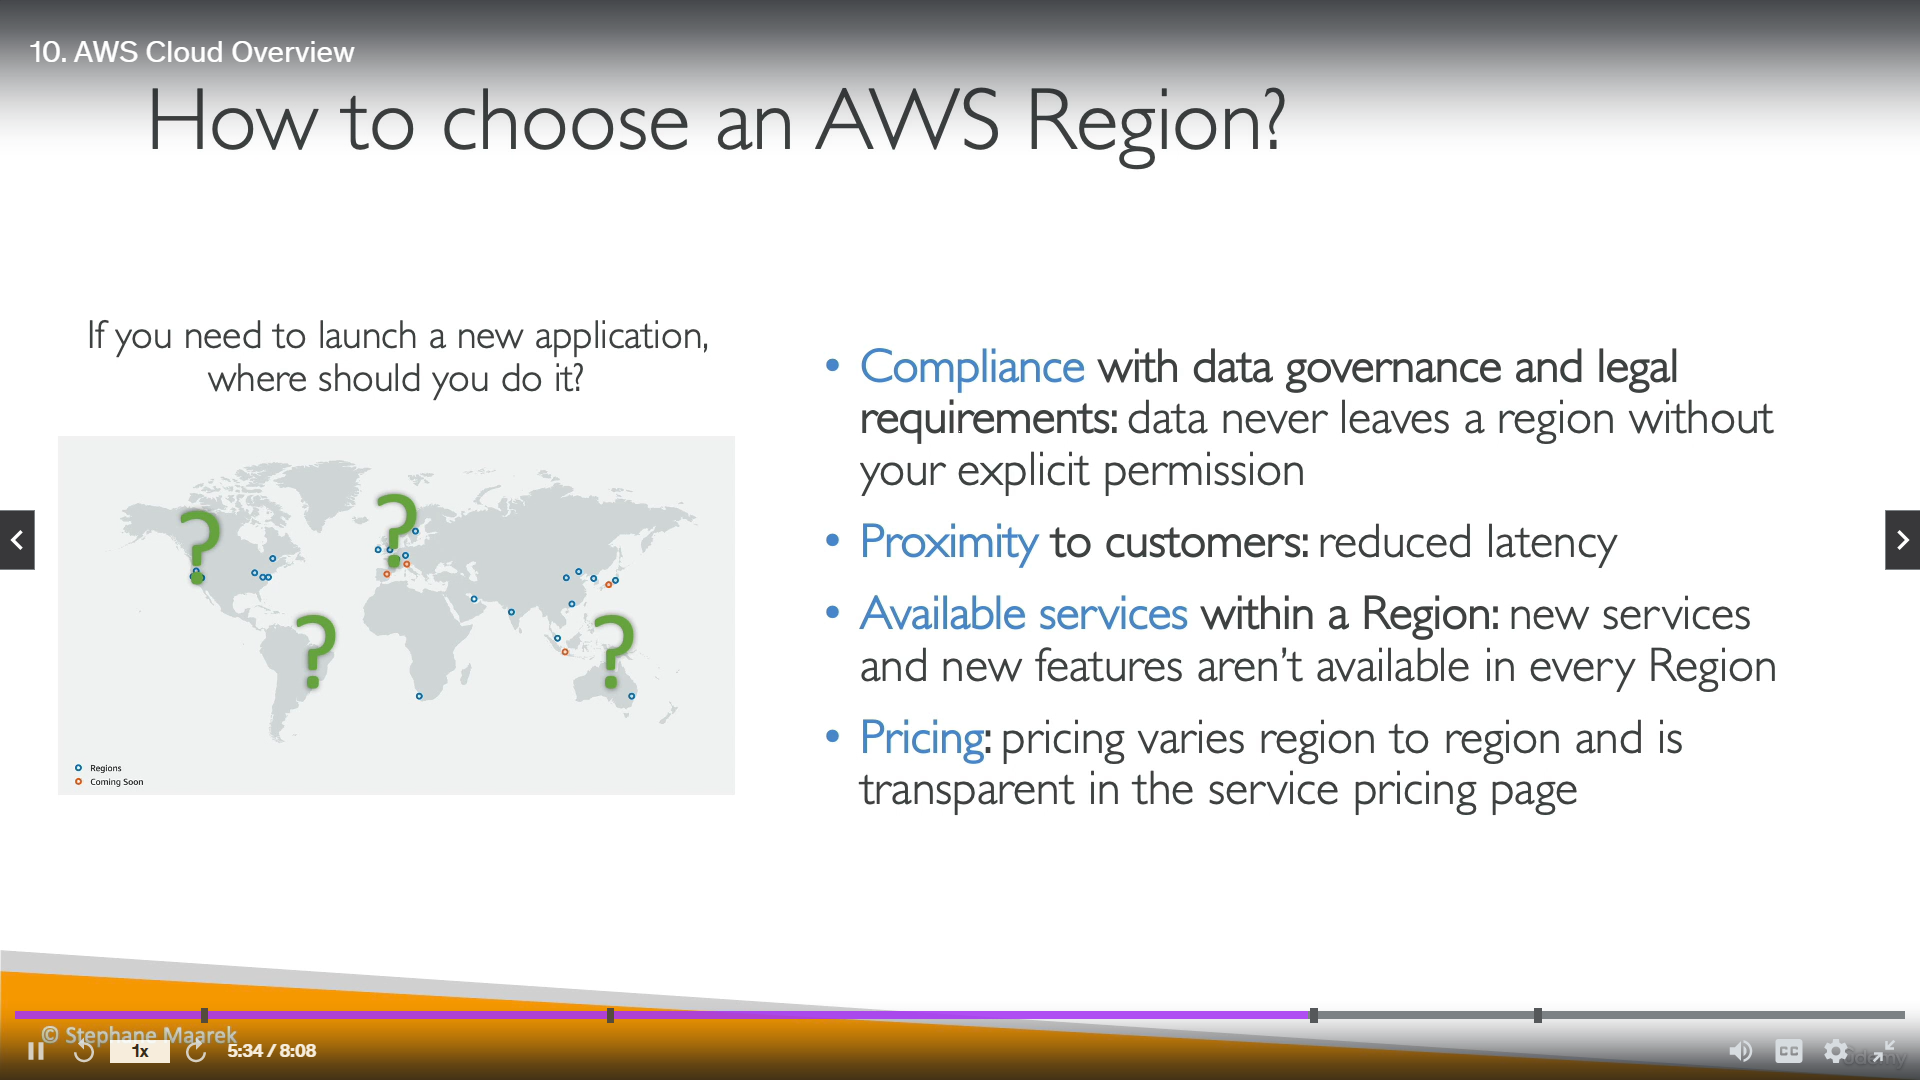 10. AWS Cloud Overview
How to choose an AWS Region?
If you need to launch a new application,
where should you do it?
?
?
?
?
Regions
Coming Soon
• Compliance with data governance and legal
requirements: data never leaves a region without
your explicit permission
• Proximity to customers: reduced latency
• Available services within a Region: new services
and new features aren't available in every Region
• Pricing: pricing varies region to region and is
transparent in the service pricing page
© Stephane Maarek
1x
5:34 / 8:08
CC
Udemy